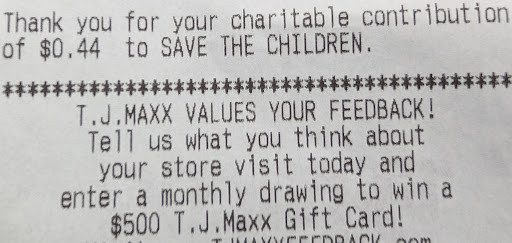 Thank you for your charitable contribution
of $0.44  to SAVE THE CHILDREN.
*******************************************
T.J.MAXX VALUES YOUR FEEDBACK!
Tell us what you think about
your store visit today and
enter a monthly drawing to win a
$500 T.J.Maxx Gift Card!